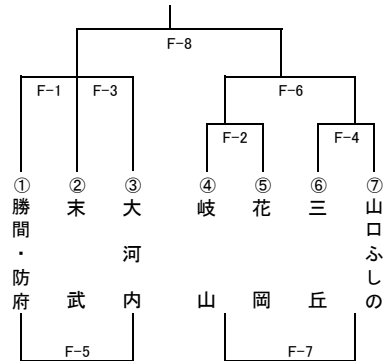 F-8
F-1 F-3 F-6
F-2 F-4
① ② ③ ④ ⑤ ⑥ ⑦
勝間・防府
末武
大河内
岐山
花岡
三丘
山口ふしの
F-5 F-7